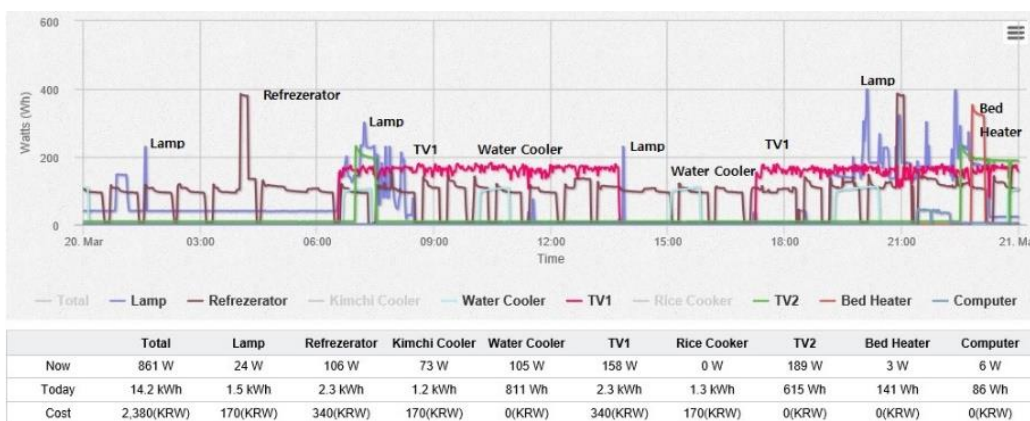 600
400
200
0
Watts (Wh)
Lamp
Refrezerator
Lamp
TV1
Water Cooler
Lamp
Water Cooler
TV1
Lamp
Bed
Heater
20. Mar 03:00 06:00 09:00 12:00 15:00 18:00 21:00 21. M
Time
Total Lamp Refrezerator Kimchi Cooler Water Cooler TV1 Rice Cooker TV2 Bed Heater Computer
Total Lamp Refrezerator Kimchi Cooler Water Cooler TV1 Rice Cooker TV2 Bed Heater Computer
Now 861 W 24 W 106 W 73 W 105 W 158 W 0 W 189 W 3 W 6 W
Today 14.2 kWh 1.5 kWh 2.3 kWh 1.2 kWh 811 Wh 2.3 kWh 1.3 kWh 615 Wh 141 Wh 86 Wh
Cost 2,380(KRW) 170(KRW) 340(KRW) 170(KRW) 0(KRW) 340(KRW) 170(KRW) 0(KRW) 0(KRW) 0(KRW)